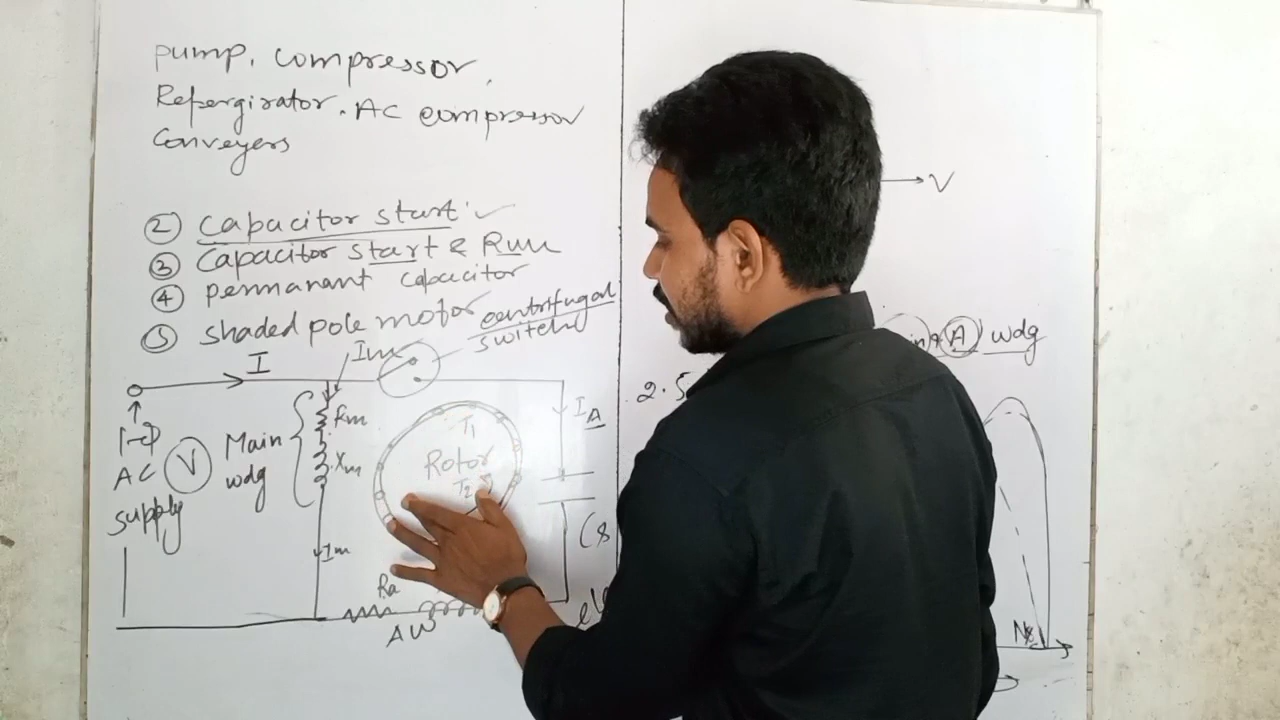 pump, compressor,
Refergirator. AC compressor
Conveyers
② Capacitor start ✓
③ Capacitor start & Run
④ permanant capacitor
⑤ shaded pole motor
centrifugal
switch
I
Im
Rm
Xm
Main
wdg
1-Φ
AC
supply
V
T1
Rotor
T2
IA
Im
Ra
AW
(s
V
A wdg
2.5
Ns